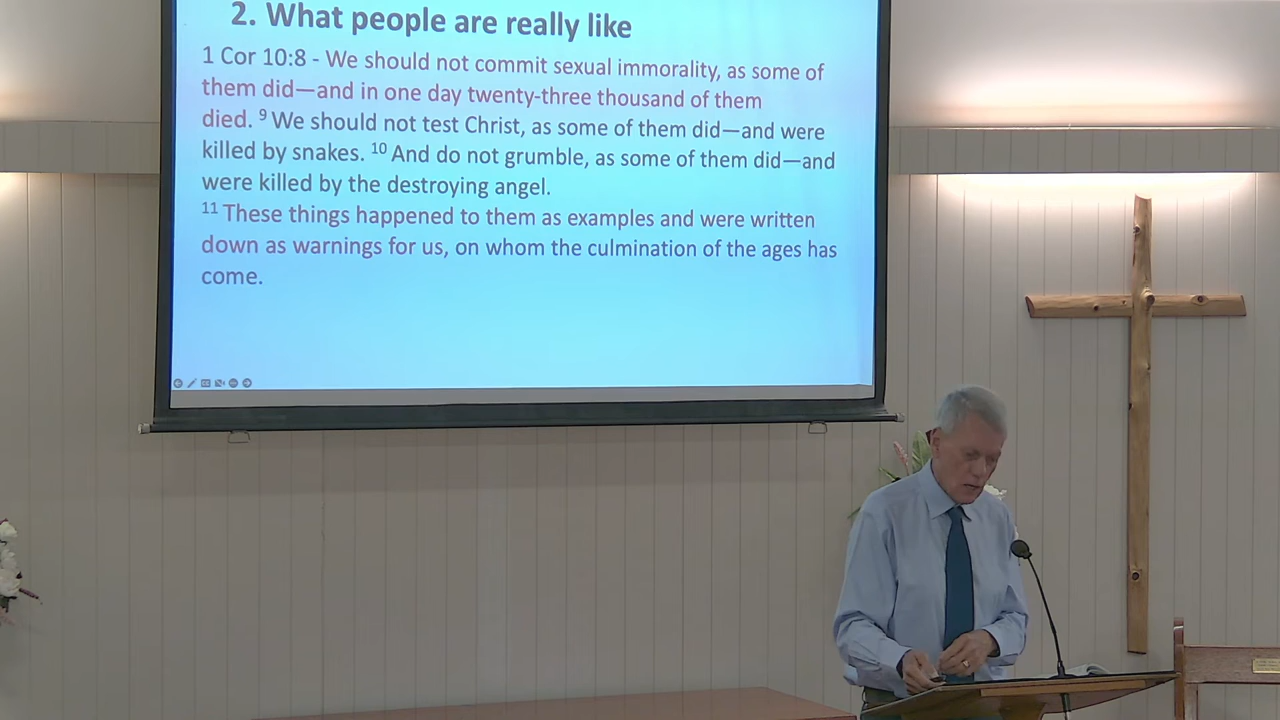 2. What people are really like
1 Cor 10:8 - We should not commit sexual immorality, as some of
them did—and in one day twenty-three thousand of them
died. ⁹ We should not test Christ, as some of them did—and were
killed by snakes. ¹⁰ And do not grumble, as some of them did—and
were killed by the destroying angel.
¹¹ These things happened to them as examples and were written
down as warnings for us, on whom the culmination of the ages has
come.